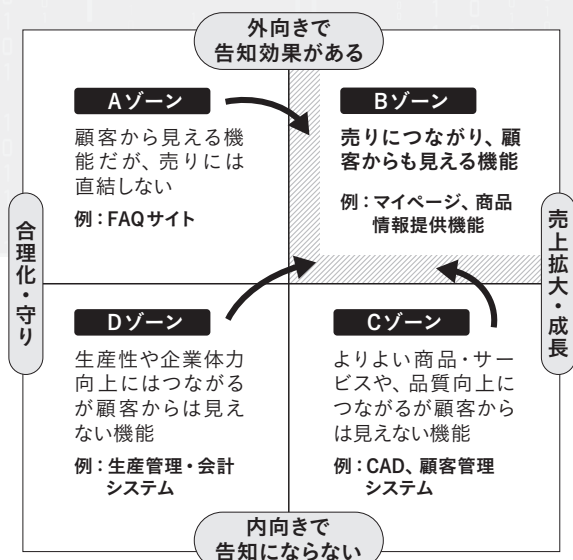 外向きで
告知効果がある
Aゾーン
顧客から見える機
能だが、売りには
直結しない
例：FAQサイト
Bゾーン
売りにつながり、顧
客からも見える機能
例：マイページ、商品
情報提供機能
合理化・守り
売上拡大・成長
Dゾーン
生産性や企業体力
向上にはつながる
が顧客からは見え
ない機能
例：生産管理・会計
システム
Cゾーン
よりよい商品・サー
ビスや、品質向上に
つながるが顧客から
は見えない機能
例：CAD、顧客管理
システム
内向きで
告知にならない